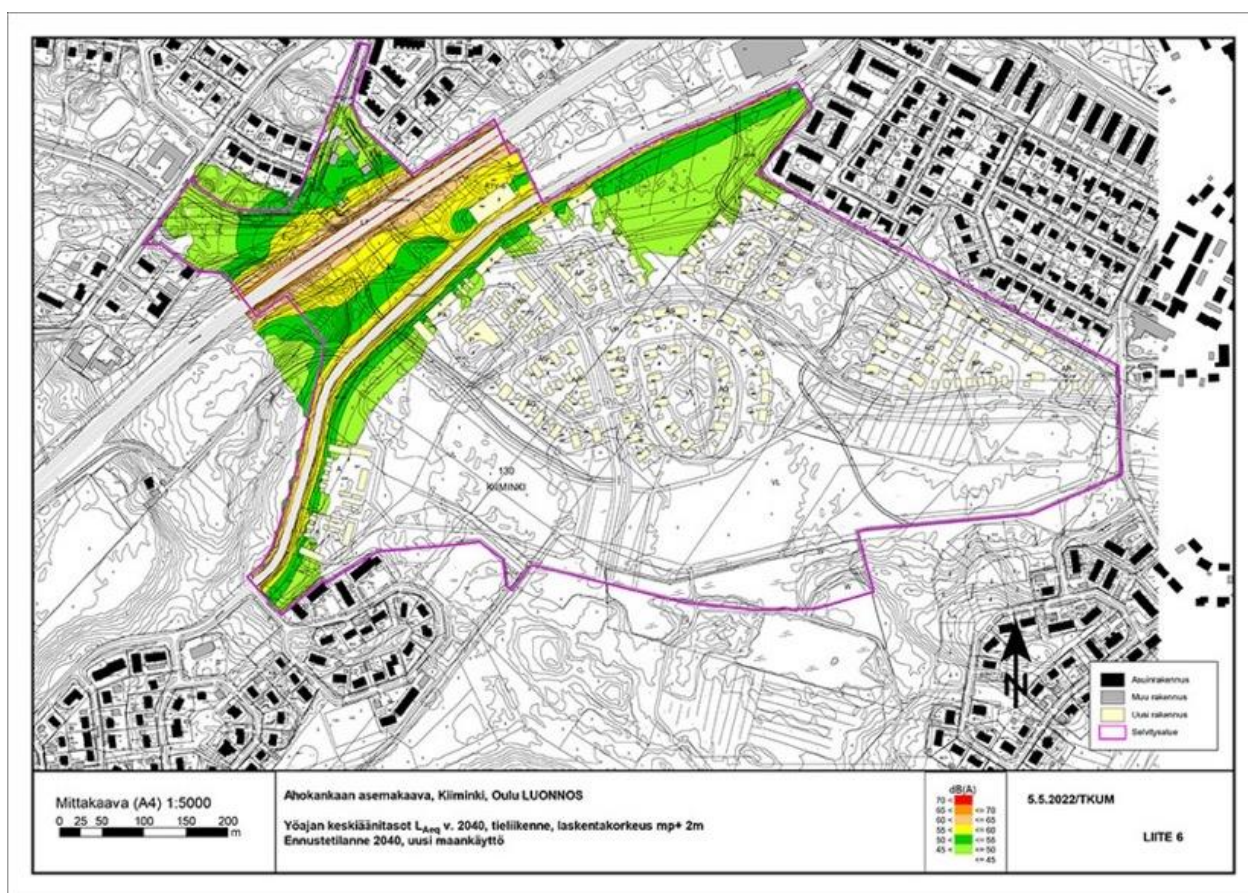 130
KIIMINKI
VL
Asuinrakennus
Muu rakennus
Uusi rakennus
Selvitysalue
N
Mittakaava (A4) 1:5000
0 25 50 100 150 200
m
Ahokankaan asemakaava, Kiiminki, Oulu LUONNOS
Yöajan keskiäänitasot LAeq v. 2040, tieliikenne, laskentakorkeus mp+ 2m
Ennustetilanne 2040, uusi maankäyttö
dB(A)
70 <
65 < <= 70
60 < <= 65
55 < <= 60
50 < <= 55
45 < <= 50
<= 45
5.5.2022/TKUM
LIITE 6